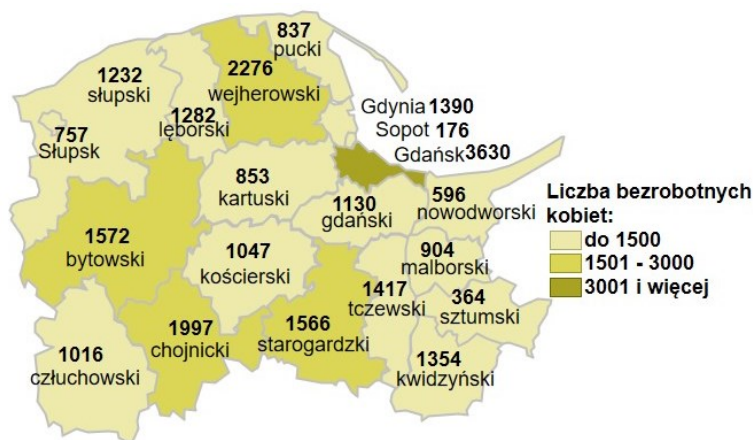 837
pucki
1232
słupski
2276
wejherowski
1282
lęborski
Gdynia 1390
Sopot 176
Gdańsk 3630
757
Słupsk
853
kartuski
1130
gdański
596
nowodworski
1572
bytowski
1047
kościerski
904
malborski
1417
tczewski
364
sztumski
1016
człuchowski
1997
chojnicki
1566
starogardzki
1354
kwidzyński
Liczba bezrobotnych
kobiet:
do 1500
1501 - 3000
3001 i więcej